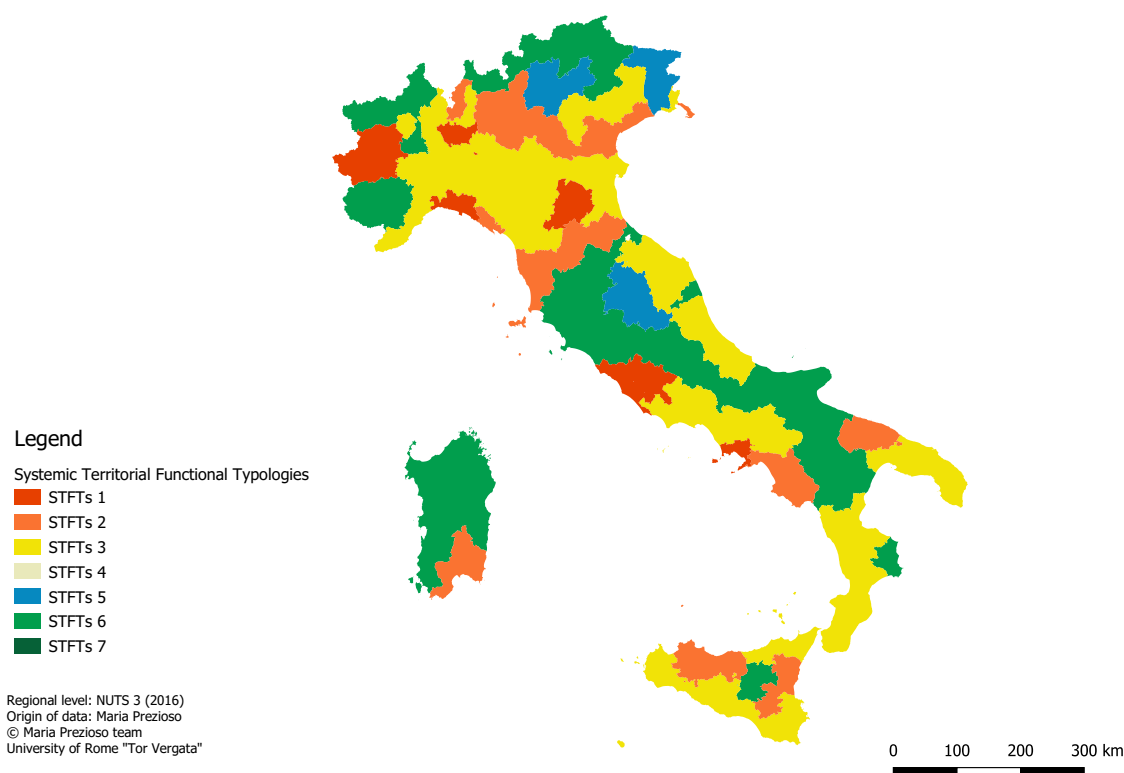 Legend
Systemic Territorial Functional Typologies
STFTs 1
STFTs 2
STFTs 3
STFTs 4
STFTs 5
STFTs 6
STFTs 7
Regional level: NUTS 3 (2016)
Origin of data: Maria Prezioso
© Maria Prezioso team
University of Rome "Tor Vergata"
0 100 200 300 km